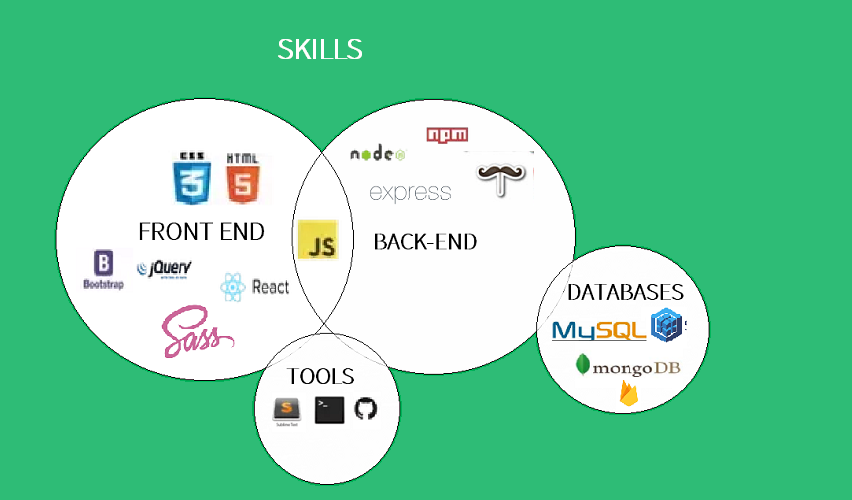 SKILLS
npm
node
CSS
3
HTML
5
express
FRONT END
JS
BACK-END
B
Bootstrap
jQuery
React
DATABASES
MySQL
Sass
mongoDB
TOOLS
S
>_
Sublime Text